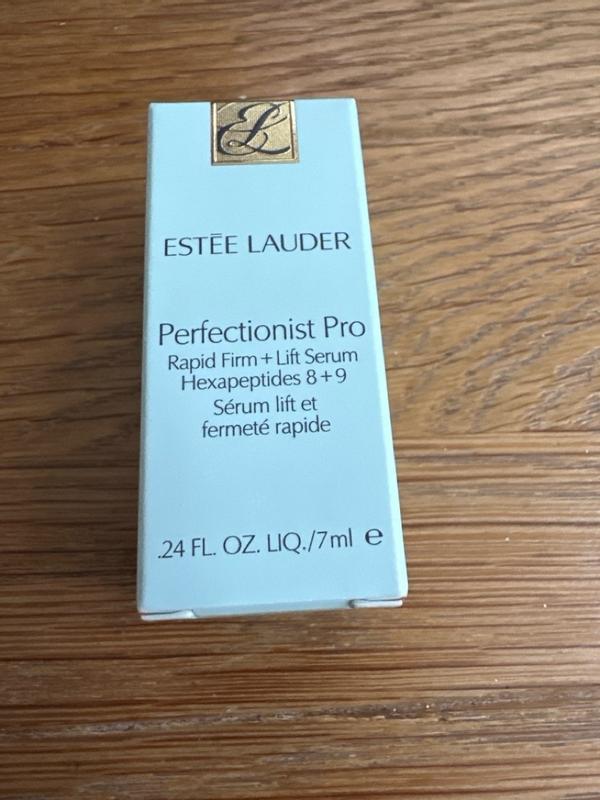 EL
ESTĒE LAUDER
Perfectionist Pro
Rapid Firm + Lift Serum
Hexapeptides 8 + 9
Sérum lift et
fermeté rapide
.24 FL. OZ. LIQ./7ml ℮